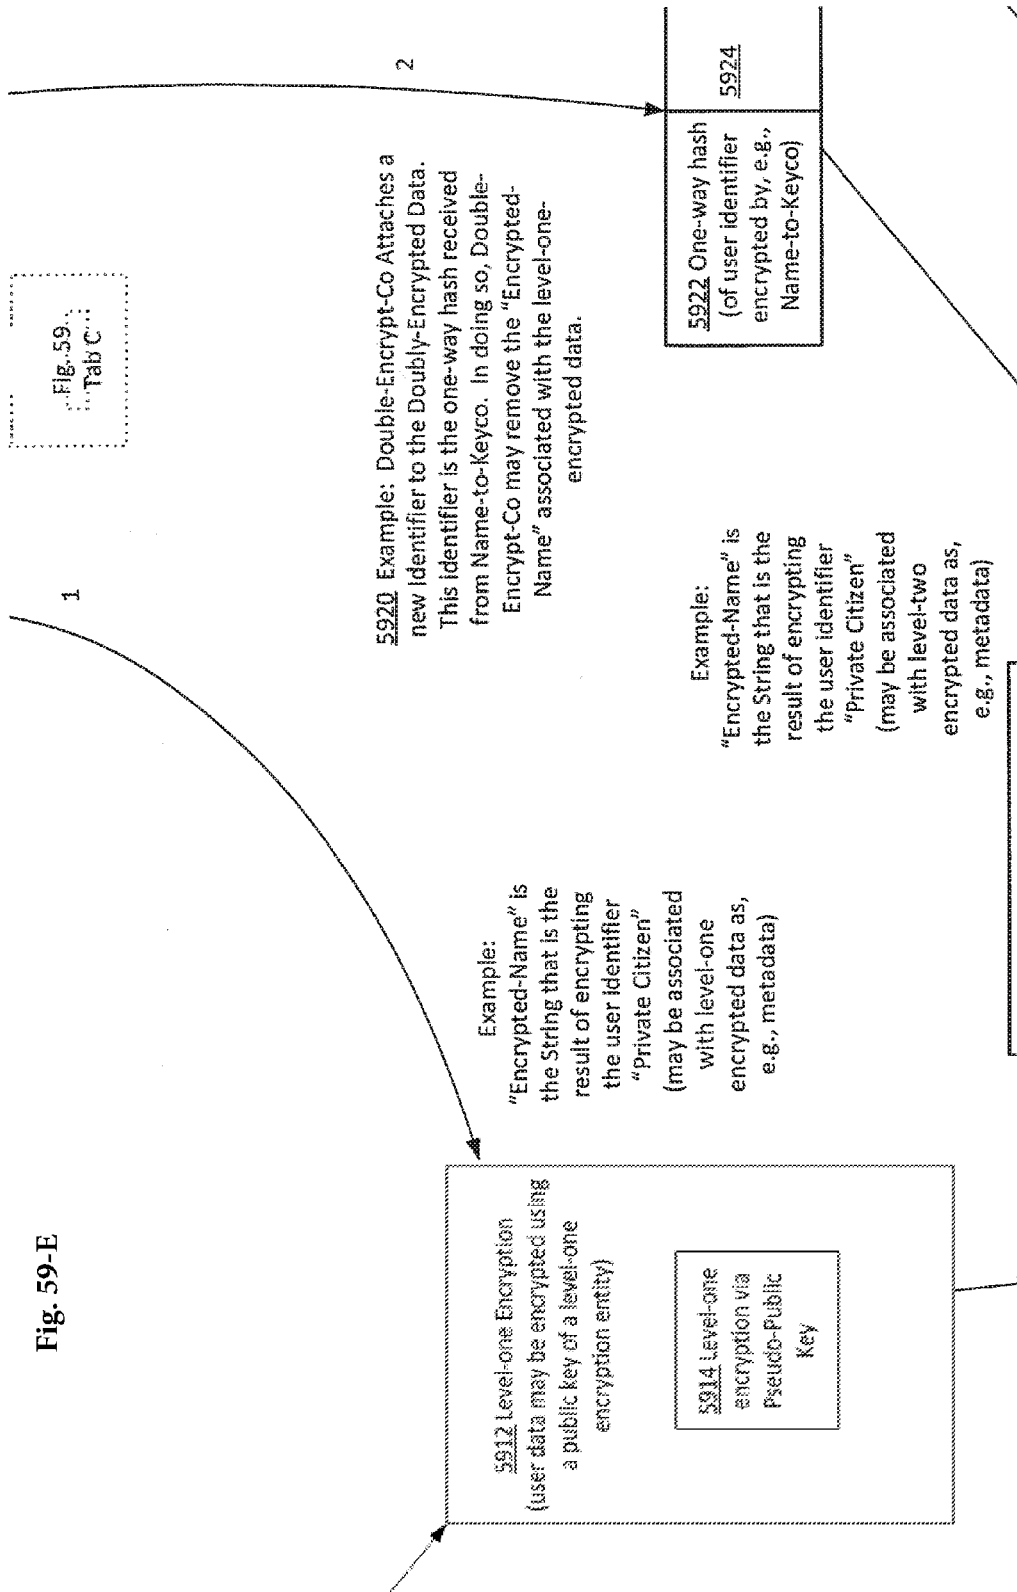 Fig. 59-E
1
2
Fig. 59
Tab C
5912 Level-one Encryption
(user data may be encrypted using
a public key of a level-one
encryption entity)
5914 Level-one
encryption via
Pseudo-Public
Key
Example:
"Encrypted-Name" is
the String that is the
result of encrypting
the user identifier
"Private Citizen"
(may be associated
with level-one
encrypted data as,
e.g., metadata)
5920 Example: Double-Encrypt-Co Attaches a
new Identifier to the Doubly-Encrypted Data.
This identifier is the one-way hash received
from Name-to-Keyco. In doing so, Double-
Encrypt-Co may remove the "Encrypted-
Name" associated with the level-one-
encrypted data.
Example:
"Encrypted-Name" is
the String that is the
result of encrypting
the user identifier
"Private Citizen"
(may be associated
with level-two
encrypted data as,
e.g., metadata)
5922 One-way hash
(of user identifier
encrypted by, e.g.,
Name-to-Keyco)
5924